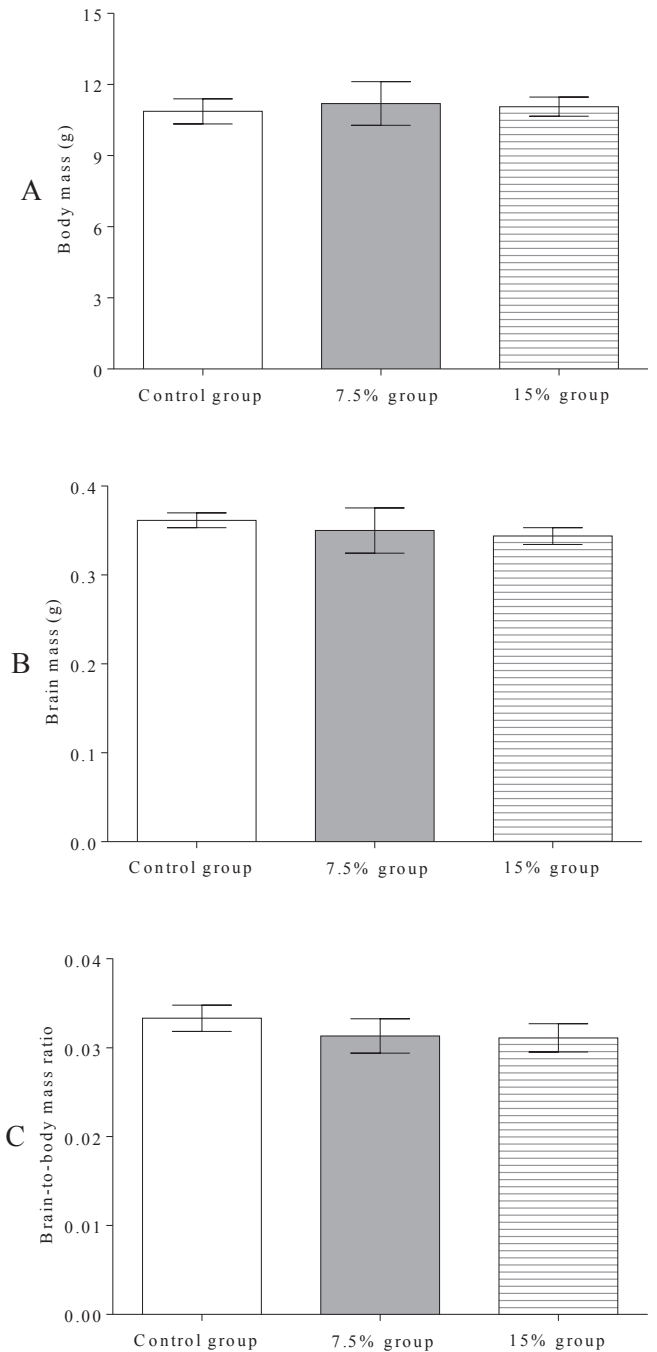 15
12
9
6
3
0
Body mass (g)
A
Control group 7.5% group 15% group
0.4
0.3
0.2
0.1
0.0
Brain mass (g)
B
Control group 7.5% group 15% group
0.04
0.03
0.02
0.01
0.00
Brain-to-body mass ratio
C
Control group 7.5% group 15% group